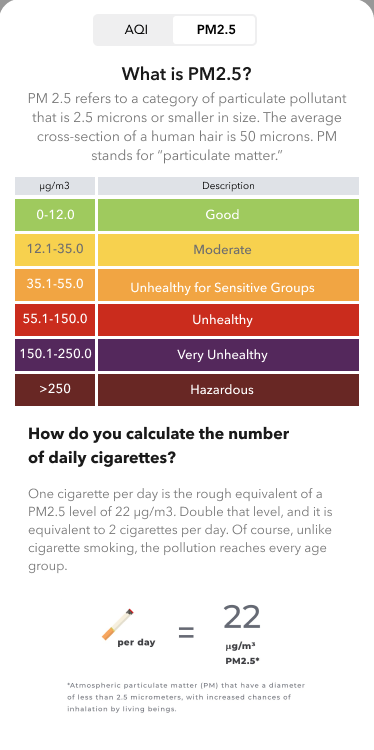 AQI PM2.5
What is PM2.5?
PM 2.5 refers to a category of particulate pollutant
that is 2.5 microns or smaller in size. The average
cross-section of a human hair is 50 microns. PM
stands for “particulate matter.”
µg/m3 Description
0-12.0 Good
12.1-35.0 Moderate
35.1-55.0 Unhealthy for Sensitive Groups
55.1-150.0 Unhealthy
150.1-250.0 Very Unhealthy
>250 Hazardous
How do you calculate the number
of daily cigarettes?
One cigarette per day is the rough equivalent of a
PM2.5 level of 22 µg/m3. Double that level, and it is
equivalent to 2 cigarettes per day. Of course, unlike
cigarette smoking, the pollution reaches every age
group.
per day = 22
µg/m³
PM2.5*
*Atmospheric particulate matter (PM) that have a diameter
of less than 2.5 micrometers, with increased chances of
inhalation by living beings.